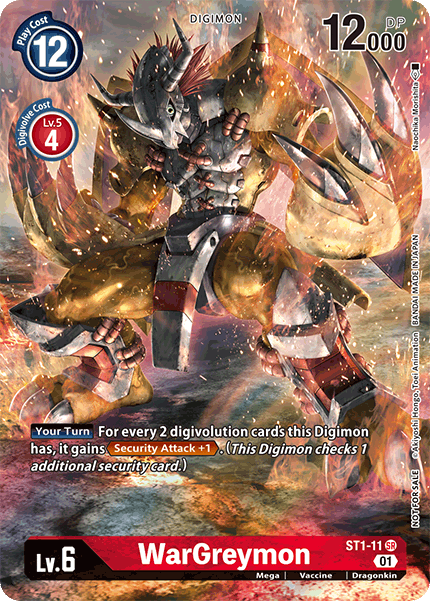 DIGIMON
Play Cost
12
DP
12000
Digivolve Cost
Lv.5
4
Naochika Morishita
©Akiyoshi Hongo, Toei Animation
BANDAI MADE IN JAPAN
NOT FOR SALE
Your Turn For every 2 digivolution cards this Digimon
has, it gains Security Attack +1 . (This Digimon checks 1
additional security card.)
Lv.6
WarGreymon
ST1-11 SR
01
Mega | Vaccine | Dragonkin